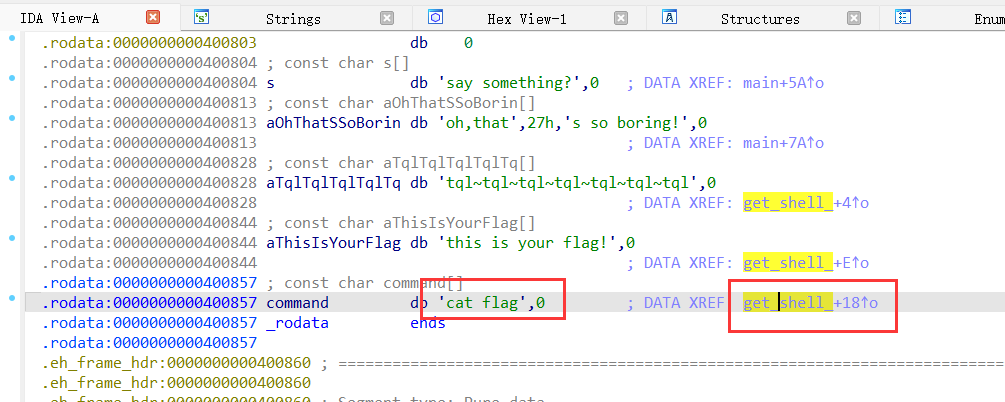 IDA View-A Strings Hex View-1 Structures Enum
.rodata:0000000000400803 db 0
.rodata:0000000000400804 ; const char s[]
.rodata:0000000000400804 s db 'say something?',0 ; DATA XREF: main+5A↑o
.rodata:0000000000400813 ; const char aOhThatSSoBorin[]
.rodata:0000000000400813 aOhThatSSoBorin db 'oh,that',27h,'s so boring!',0
.rodata:0000000000400813 ; DATA XREF: main+7A↑o
.rodata:0000000000400828 ; const char aTqlTqlTqlTqlTq[]
.rodata:0000000000400828 aTqlTqlTqlTqlTq db 'tql~tql~tql~tql~tql~tql~tql',0
.rodata:0000000000400828 ; DATA XREF: get_shell_+4↑o
.rodata:0000000000400844 ; const char aThisIsYourFlag[]
.rodata:0000000000400844 aThisIsYourFlag db 'this is your flag!',0
.rodata:0000000000400844 ; DATA XREF: get_shell_+E↑o
.rodata:0000000000400857 ; const char command[]
.rodata:0000000000400857 command db 'cat flag',0 ; DATA XREF: get_shell_+18↑o
.rodata:0000000000400857 _rodata ends
.rodata:0000000000400857
.eh_frame_hdr:0000000000400860 ; ===========================================================================
.eh_frame_hdr:0000000000400860
.eh_frame_hdr:0000000000400860 ; Segment type: Pure data